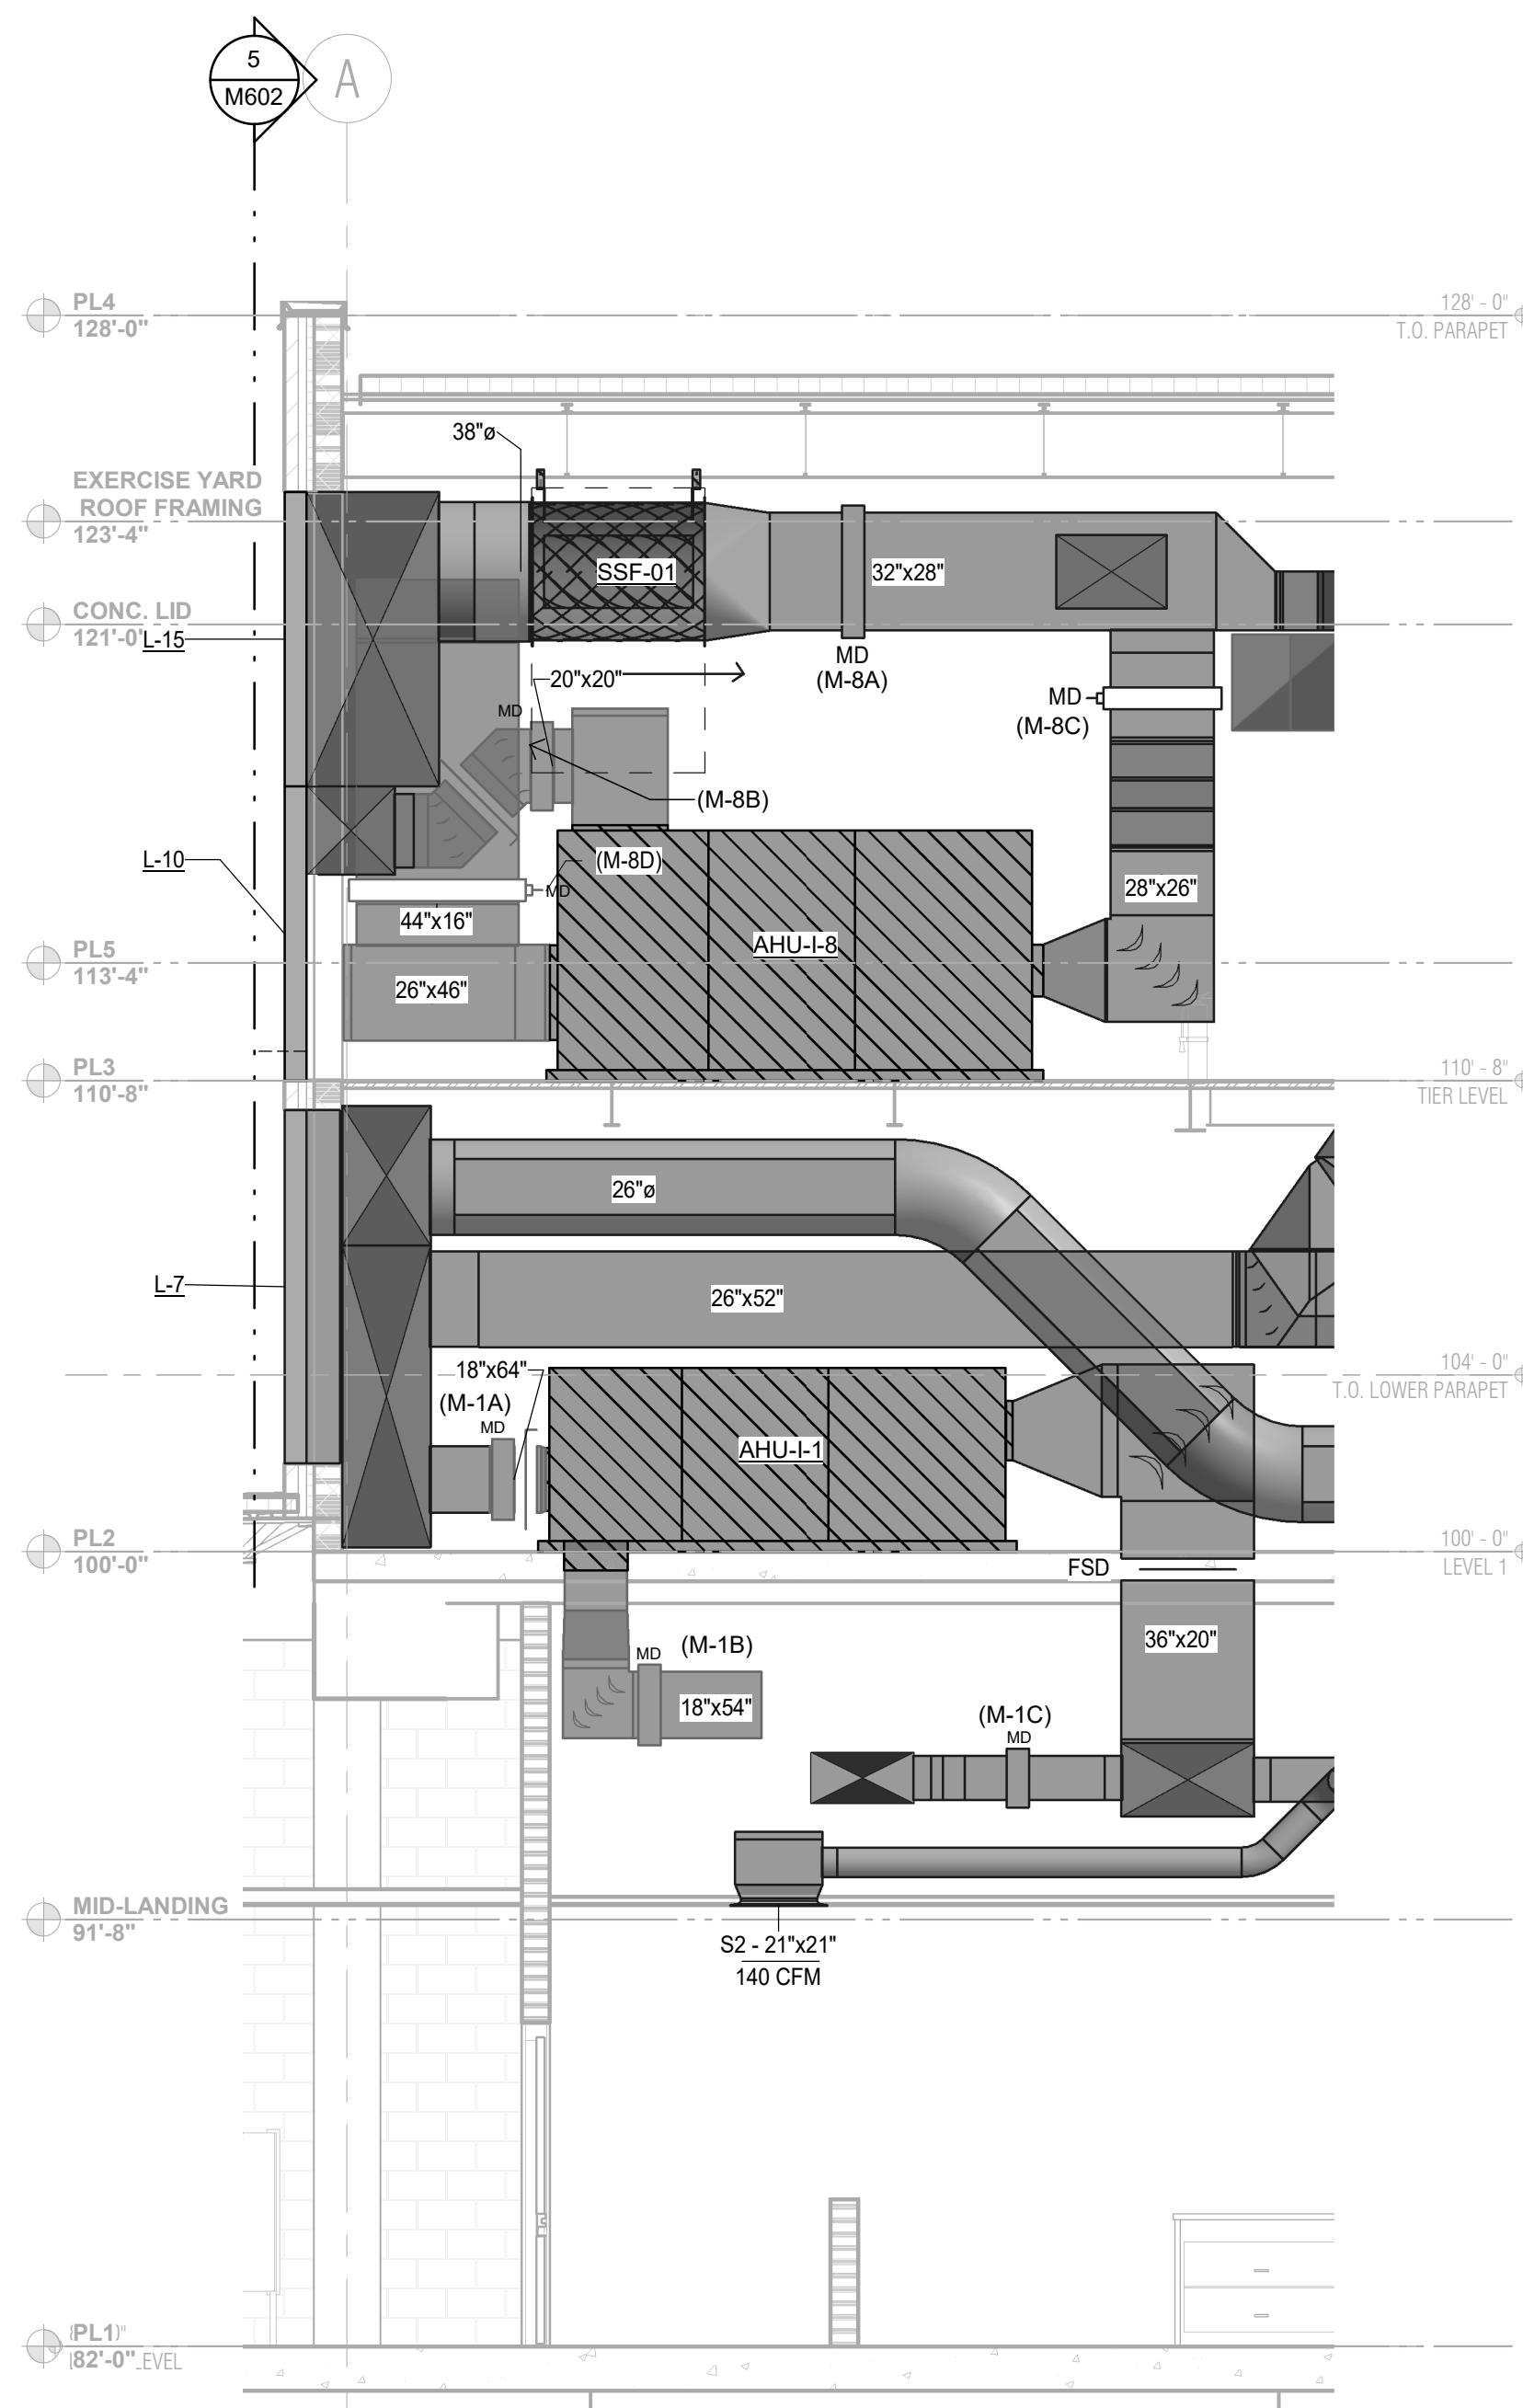 5
M602
A
PL4
128'-0"
128' - 0"
T.O. PARAPET
38"ø
EXERCISE YARD
ROOF FRAMING
123'-4"
SSF-01
32"x28"
CONC. LID
121'-0"
L-15
MD
(M-8A)
20"x20"
MD
MD
(M-8C)
(M-8B)
L-10
(M-8D)
MD
28"x26"
44"x16"
AHU-I-8
PL5
113'-4"
26"x46"
PL3
110'-8"
110' - 8"
TIER LEVEL
26"ø
L-7
26"x52"
18"x64"
104' - 0"
T.O. LOWER PARAPET
(M-1A)
MD
AHU-I-1
PL2
100'-0"
100' - 0"
LEVEL 1
FSD
(M-1B)
MD
36"x20"
18"x54"
(M-1C)
MD
MID-LANDING
91'-8"
S2 - 21"x21"
140 CFM
PL1
82'-0"